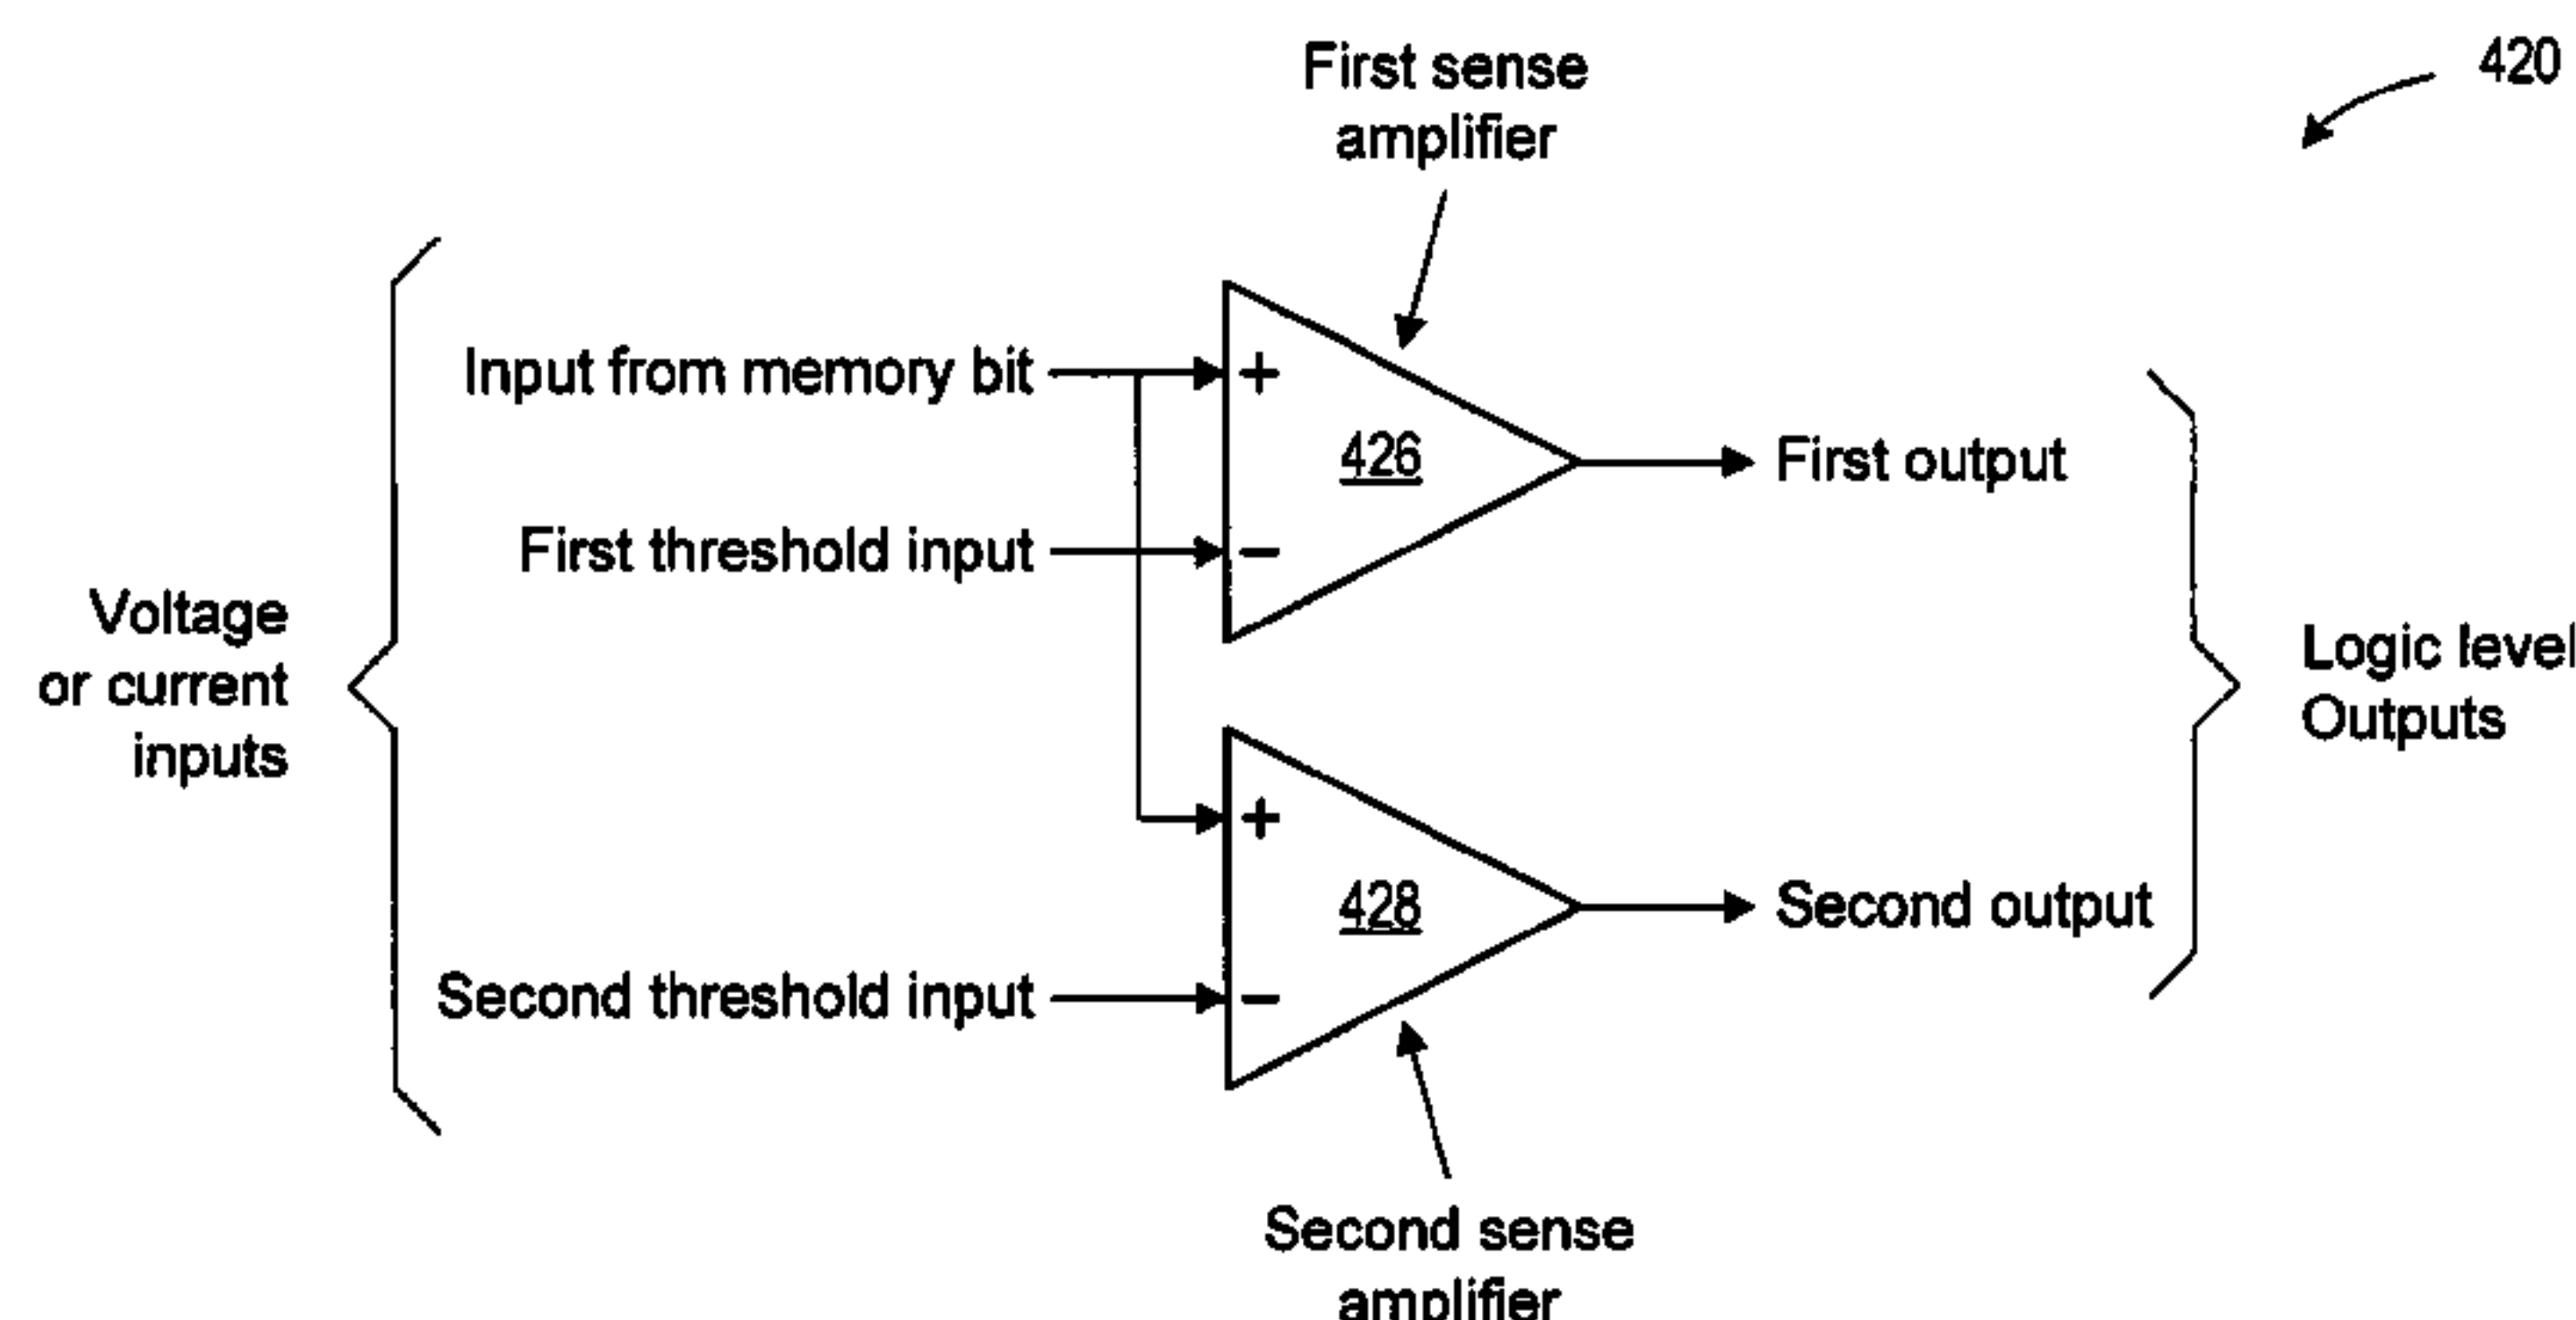 420
First sense
amplifier
Input from memory bit
+
426
First output
First threshold input
−
Voltage
or current
inputs
Logic level
Outputs
+
428
Second output
Second threshold input
−
Second sense
amplifier